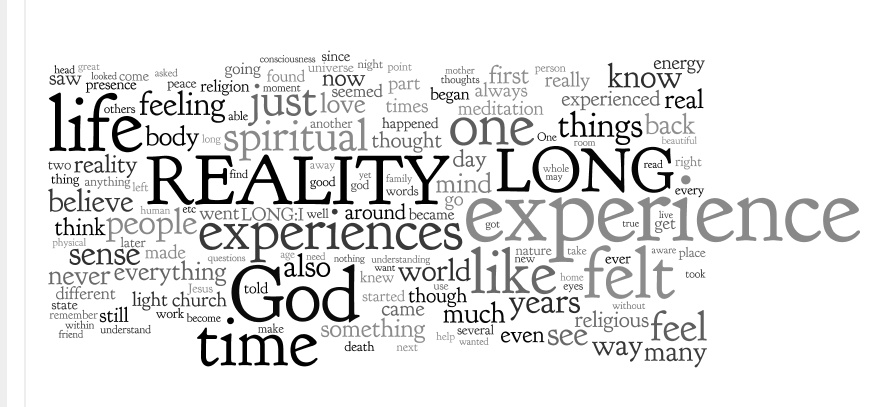 head great
saw looked come asked
presence peace religion
going found consciousness since
universe night point
moment now seemed part
mother thoughts first person really know energy
began always
experienced real
life others feeling able just love times meditation
body long spiritual another happened thought one One things back
room beautiful
two reality REALITY find away good yet god family words day mind LONG whole may read right
thing anything left
every
believe human etc went LONG:I well around became go experience got true live get
think people experiences
physical later
sense made questions age need nothing understanding nature new take ever aware place
never everything God also want knew world like home eyes felt took
different Jesus told started though use years without
state light church
remember still work become came much religious feel
within understand make something several even see
friend time help wanted
death next way many